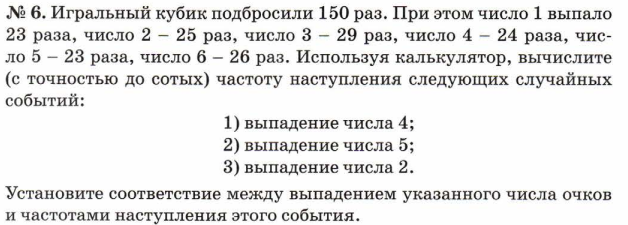 № 6. Игральный кубик подбросили 150 раз. При этом число 1 выпало
23 раза, число 2 – 25 раз, число 3 – 29 раз, число 4 – 24 раза, чис-
ло 5 – 23 раза, число 6 – 26 раз. Используя калькулятор, вычислите
(с точностью до сотых) частоту наступления следующих случайных
событий:
1) выпадение числа 4;
2) выпадение числа 5;
3) выпадение числа 2.
Установите соответствие между выпадением указанного числа очков
и частотами наступления этого события.